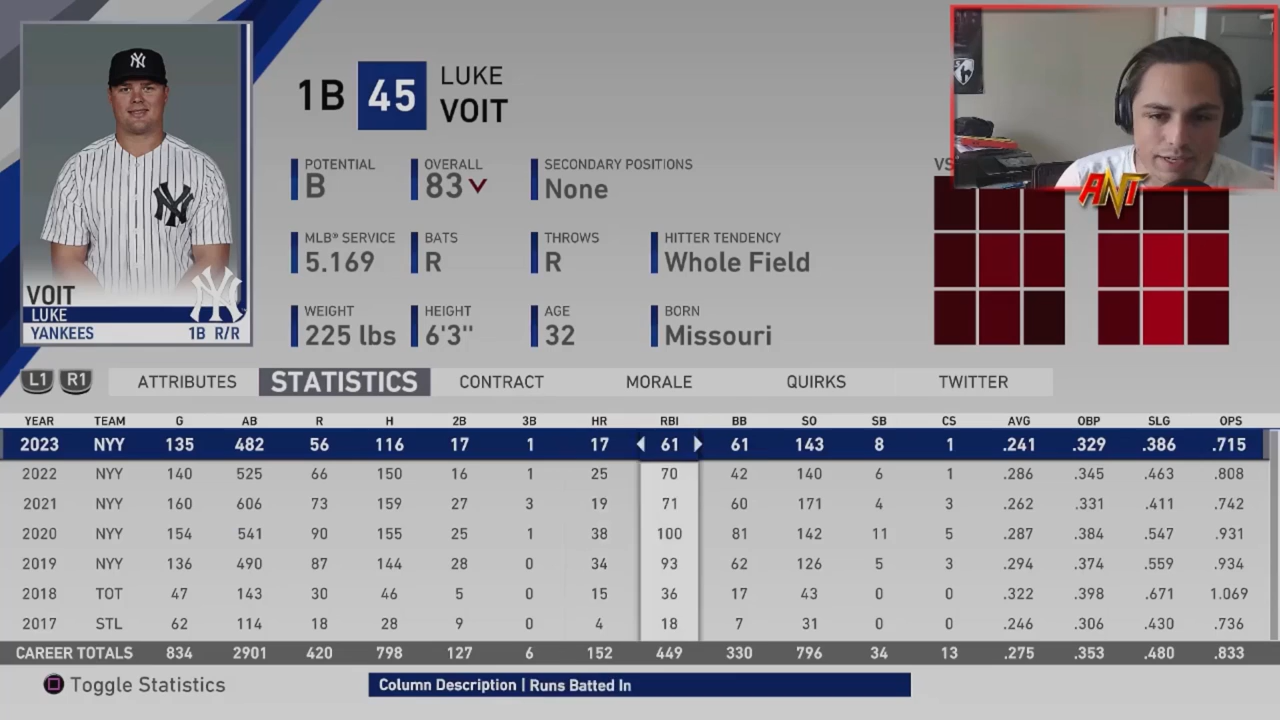 1B 45 LUKE VOIT
POTENTIAL OVERALL SECONDARY POSITIONS
B 83 None
MLB® SERVICE BATS THROWS HITTER TENDENCY
5.169 R R Whole Field
WEIGHT HEIGHT AGE BORN
225 lbs 6'3" 32 Missouri
VS
ANT
VOIT
LUKE
YANKEES 1B R/R
L1 R1 ATTRIBUTES STATISTICS CONTRACT MORALE QUIRKS TWITTER
YEAR TEAM G AB R H 2B 3B HR RBI BB SO SB CS AVG OBP SLG OPS
2023 NYY 135 482 56 116 17 1 17 61 61 143 8 1 .241 .329 .386 .715
2022 NYY 140 525 66 150 16 1 25 70 42 140 6 1 .286 .345 .463 .808
2021 NYY 160 606 73 159 27 3 19 71 60 171 4 3 .262 .331 .411 .742
2020 NYY 154 541 90 155 25 1 38 100 81 142 11 5 .287 .384 .547 .931
2019 NYY 136 490 87 144 28 0 34 93 62 126 5 3 .294 .374 .559 .934
2018 TOT 47 143 30 46 5 0 15 36 17 43 0 0 .322 .398 .671 1.069
2017 STL 62 114 18 28 9 0 4 18 7 31 0 0 .246 .306 .430 .736
CAREER TOTALS 834 2901 420 798 127 6 152 449 330 796 34 13 .275 .353 .480 .833
Toggle Statistics
Column Description | Runs Batted In